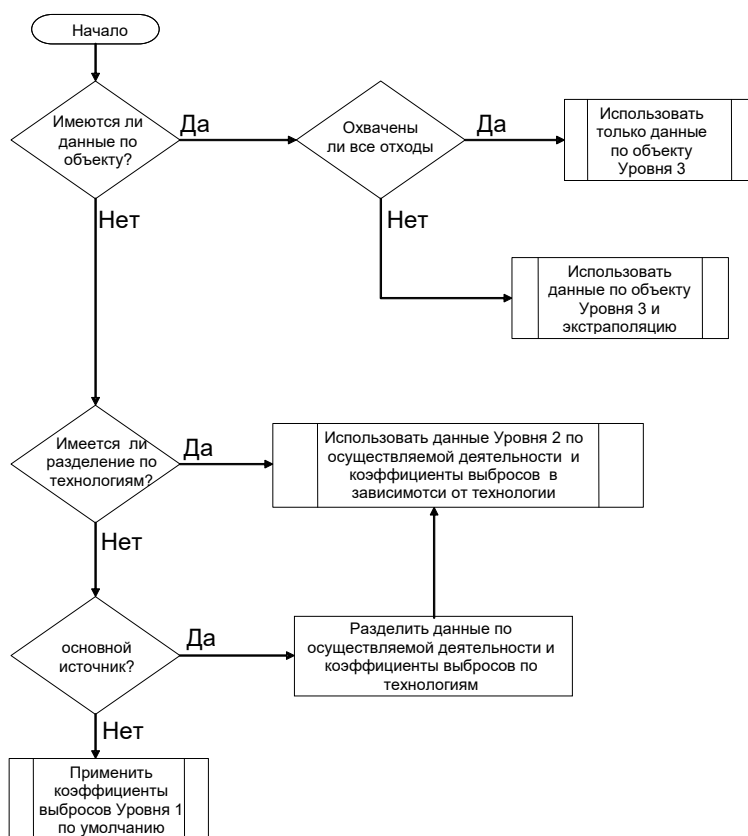 Начало
Имеются ли
данные по
объекту?
Да
Охвачены
ли все отходы
Да
Использовать
только данные
по объекту
Уровня 3
Нет
Нет
Использовать
данные по объекту
Уровня 3 и
экстраполяцию
Имеется ли
разделение по
технологиям?
Да
Использовать данные Уровня 2 по
осуществляемой деятельности и
коэффициенты выбросов в
зависимотси от технологии
Нет
основной
источник?
Да
Разделить данные по
осуществляемой деятельности и
коэффициенты выбросов по
технологиям
Нет
Применить
коэффициенты
выбросов Уровня 1
по умолчанию